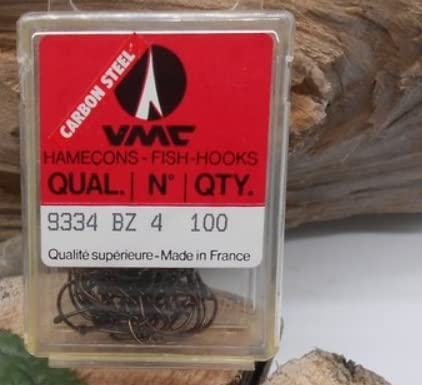 CARBON STEEL
VMC
HAMEÇONS - FISH-HOOKS
QUAL. | N° | QTY.
9334 BZ 4 100
Qualité supérieure - Made in France